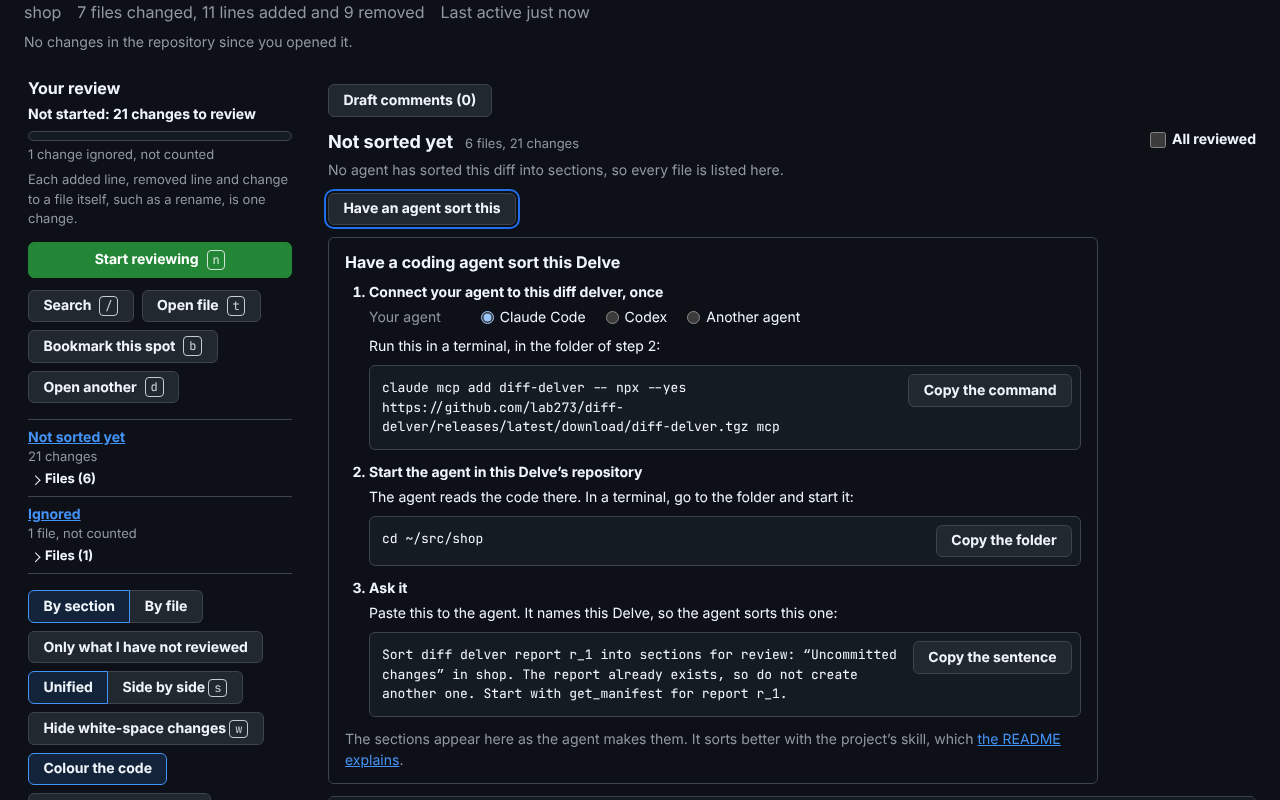 shop 7 files changed, 11 lines added and 9 removed Last active just now
No changes in the repository since you opened it.
Your review
Not started: 21 changes to review
1 change ignored, not counted
Each added line, removed line and change
to a file itself, such as a rename, is one
change.
Start reviewing n
Search / Open file t
Bookmark this spot b
Open another d
Not sorted yet
21 changes
Files (6)
Ignored
1 file, not counted
Files (1)
By section By file
Only what I have not reviewed
Unified Side by side s
Hide white-space changes w
Colour the code
Draft comments (0)
Not sorted yet 6 files, 21 changes
All reviewed
No agent has sorted this diff into sections, so every file is listed here.
Have an agent sort this
Have a coding agent sort this Delve
1. Connect your agent to this diff delver, once
Your agent Claude Code Codex Another agent
Run this in a terminal, in the folder of step 2:
claude mcp add diff-delver -- npx --yes
https://github.com/lab273/diff-
delver/releases/latest/download/diff-delver.tgz mcp
Copy the command
2. Start the agent in this Delve’s repository
The agent reads the code there. In a terminal, go to the folder and start it:
cd ~/src/shop
Copy the folder
3. Ask it
Paste this to the agent. It names this Delve, so the agent sorts this one:
Sort diff delver report r_1 into sections for review: “Uncommitted
changes” in shop. The report already exists, so do not create
another one. Start with get_manifest for report r_1.
Copy the sentence
The sections appear here as the agent makes them. It sorts better with the project’s skill, which the README
explains.